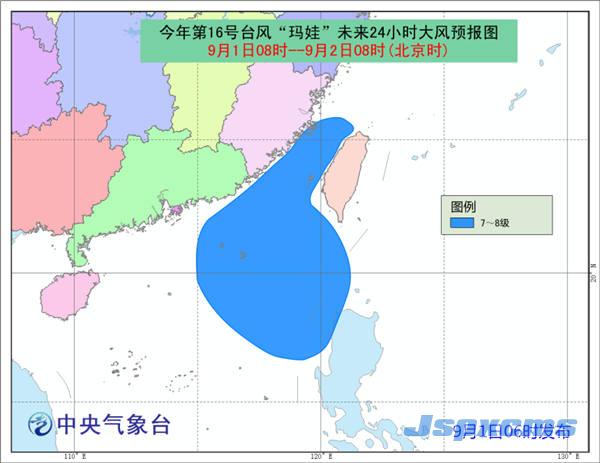 今年第16号台风“玛娃”未来24小时大风预报图
9月1日08时--9月2日08时(北京时)
图例
7～8级
20° N
中央气象台
Jspxcms
9月1日06时发布
110° E
120° E
130° E